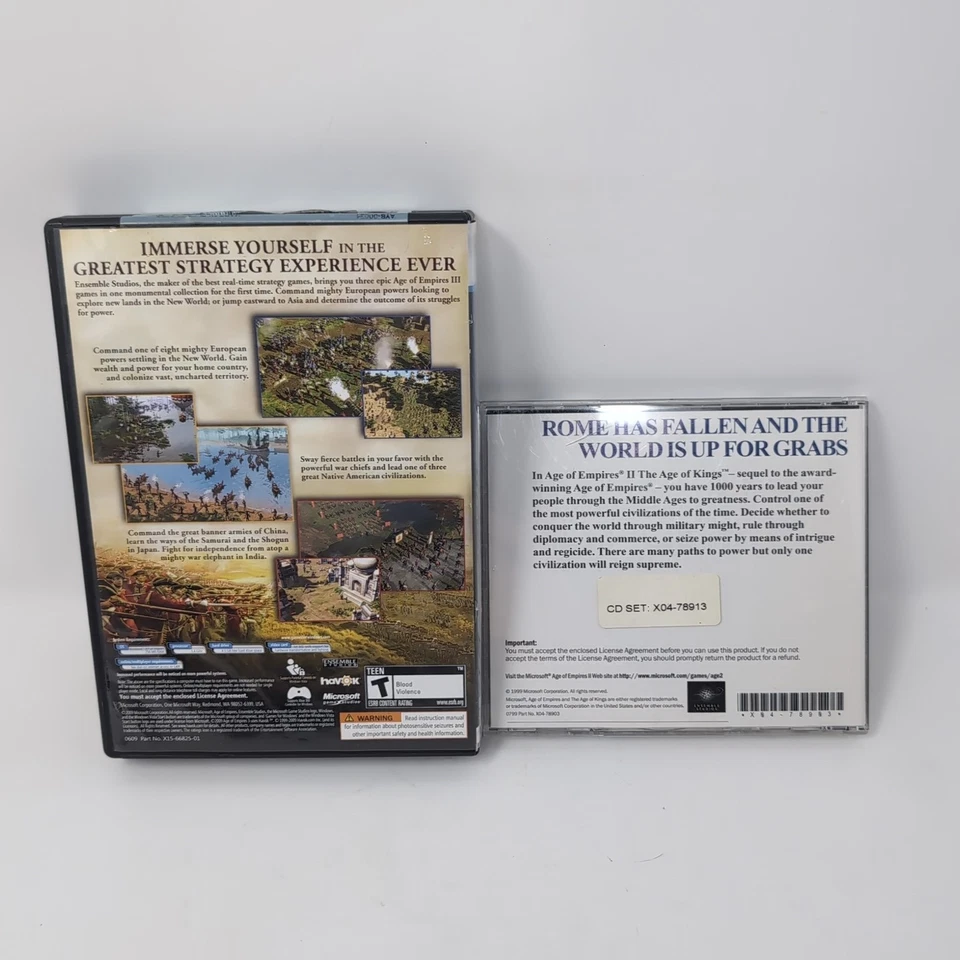 IMMERSE YOURSELF IN THE
GREATEST STRATEGY EXPERIENCE EVER
Ensemble Studios, the maker of the best real-time strategy games, brings you three epic Age of Empires III
games in one monumental collection for the first time. Command mighty European powers looking to
explore new lands in the New World; or jump eastward to Asia and determine the outcome of its struggles
for power.
Command one of eight mighty European
powers settling in the New World. Gain
wealth and power for your home country,
and colonize vast, uncharted territory.
Sway fierce battles in your favor with the
powerful war chiefs and lead one of three
great Native American civilizations.
Command the great banner armies of China,
learn the ways of the Samurai and the Shogun
in Japan. Fight for independence from atop a
mighty war elephant in India.
You must accept the enclosed License Agreement.
0609 Part No. X15-66825-01
ENSEMBLE
havok
Microsoft
game studios
TEEN
T
Blood
Violence
ESRB CONTENT RATING
www.esrb.org
WARNING Read instruction manual
for information about photosensitive seizures and
other important safety and health information.
ROME HAS FALLEN AND THE
WORLD IS UP FOR GRABS
In Age of Empires® II The Age of Kings™– sequel to the award-
winning Age of Empires® – you have 1000 years to lead your
people through the Middle Ages to greatness. Control one of
the most powerful civilizations of the time. Decide whether to
conquer the world through military might, rule through
diplomacy and commerce, or seize power by means of intrigue
and regicide. There are many paths to power but only one
civilization will reign supreme.
CD SET: X04-78913
Important:
You must accept the enclosed License Agreement before you can use this product. If you do not
accept the terms of the License Agreement, you should promptly return the product for a refund.
Visit the Microsoft® Age of Empires II Web site at http://www.microsoft.com/games/age2
© 1999 Microsoft Corporation. All rights reserved.
Microsoft, Age of Empires and The Age of Kings are either registered trademarks or trademarks
of Microsoft Corporation in the United States and/or other countries.
0799 Part No. X04-78903